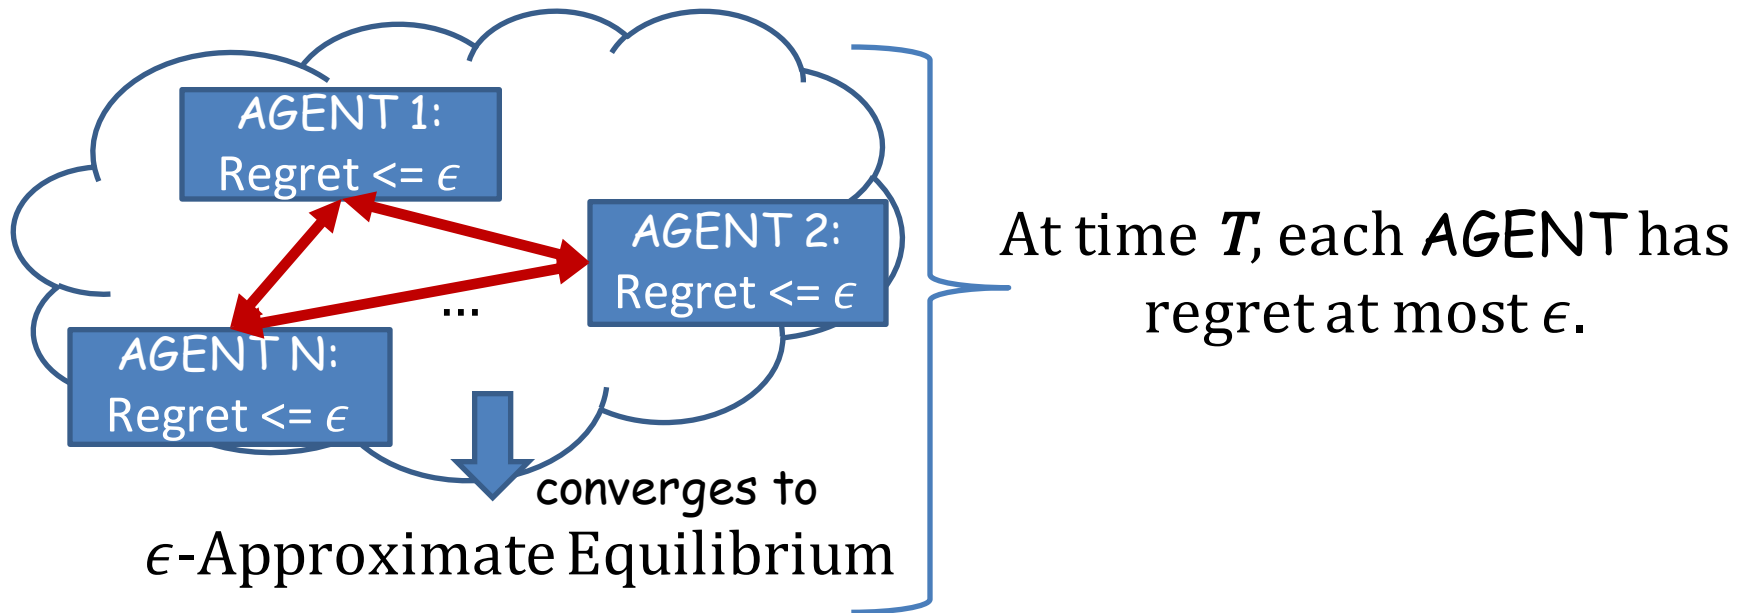 AGENT 1:
Regret <= ϵ
AGENT 2:
Regret <= ϵ
...
AGENT N:
Regret <= ϵ
converges to
ϵ-Approximate Equilibrium
At time T, each AGENT has
regret at most ϵ.